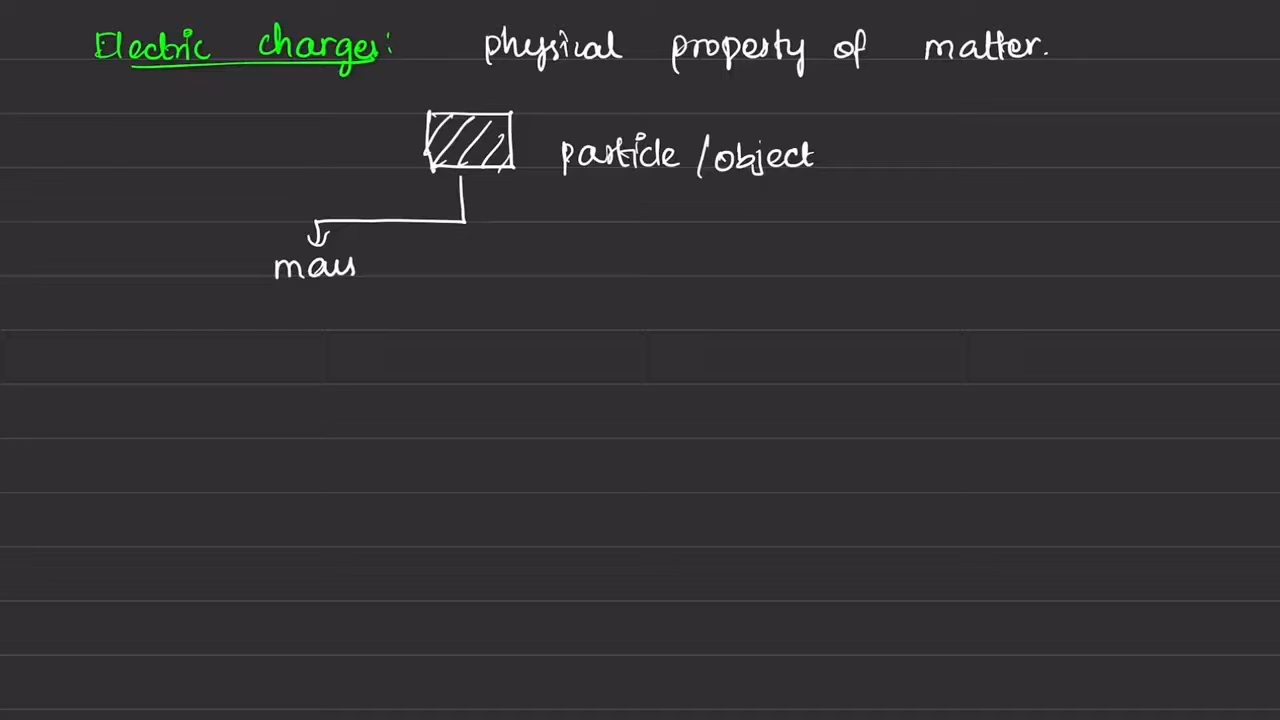 Electric charges: physical property of matter.
particle / object
mass